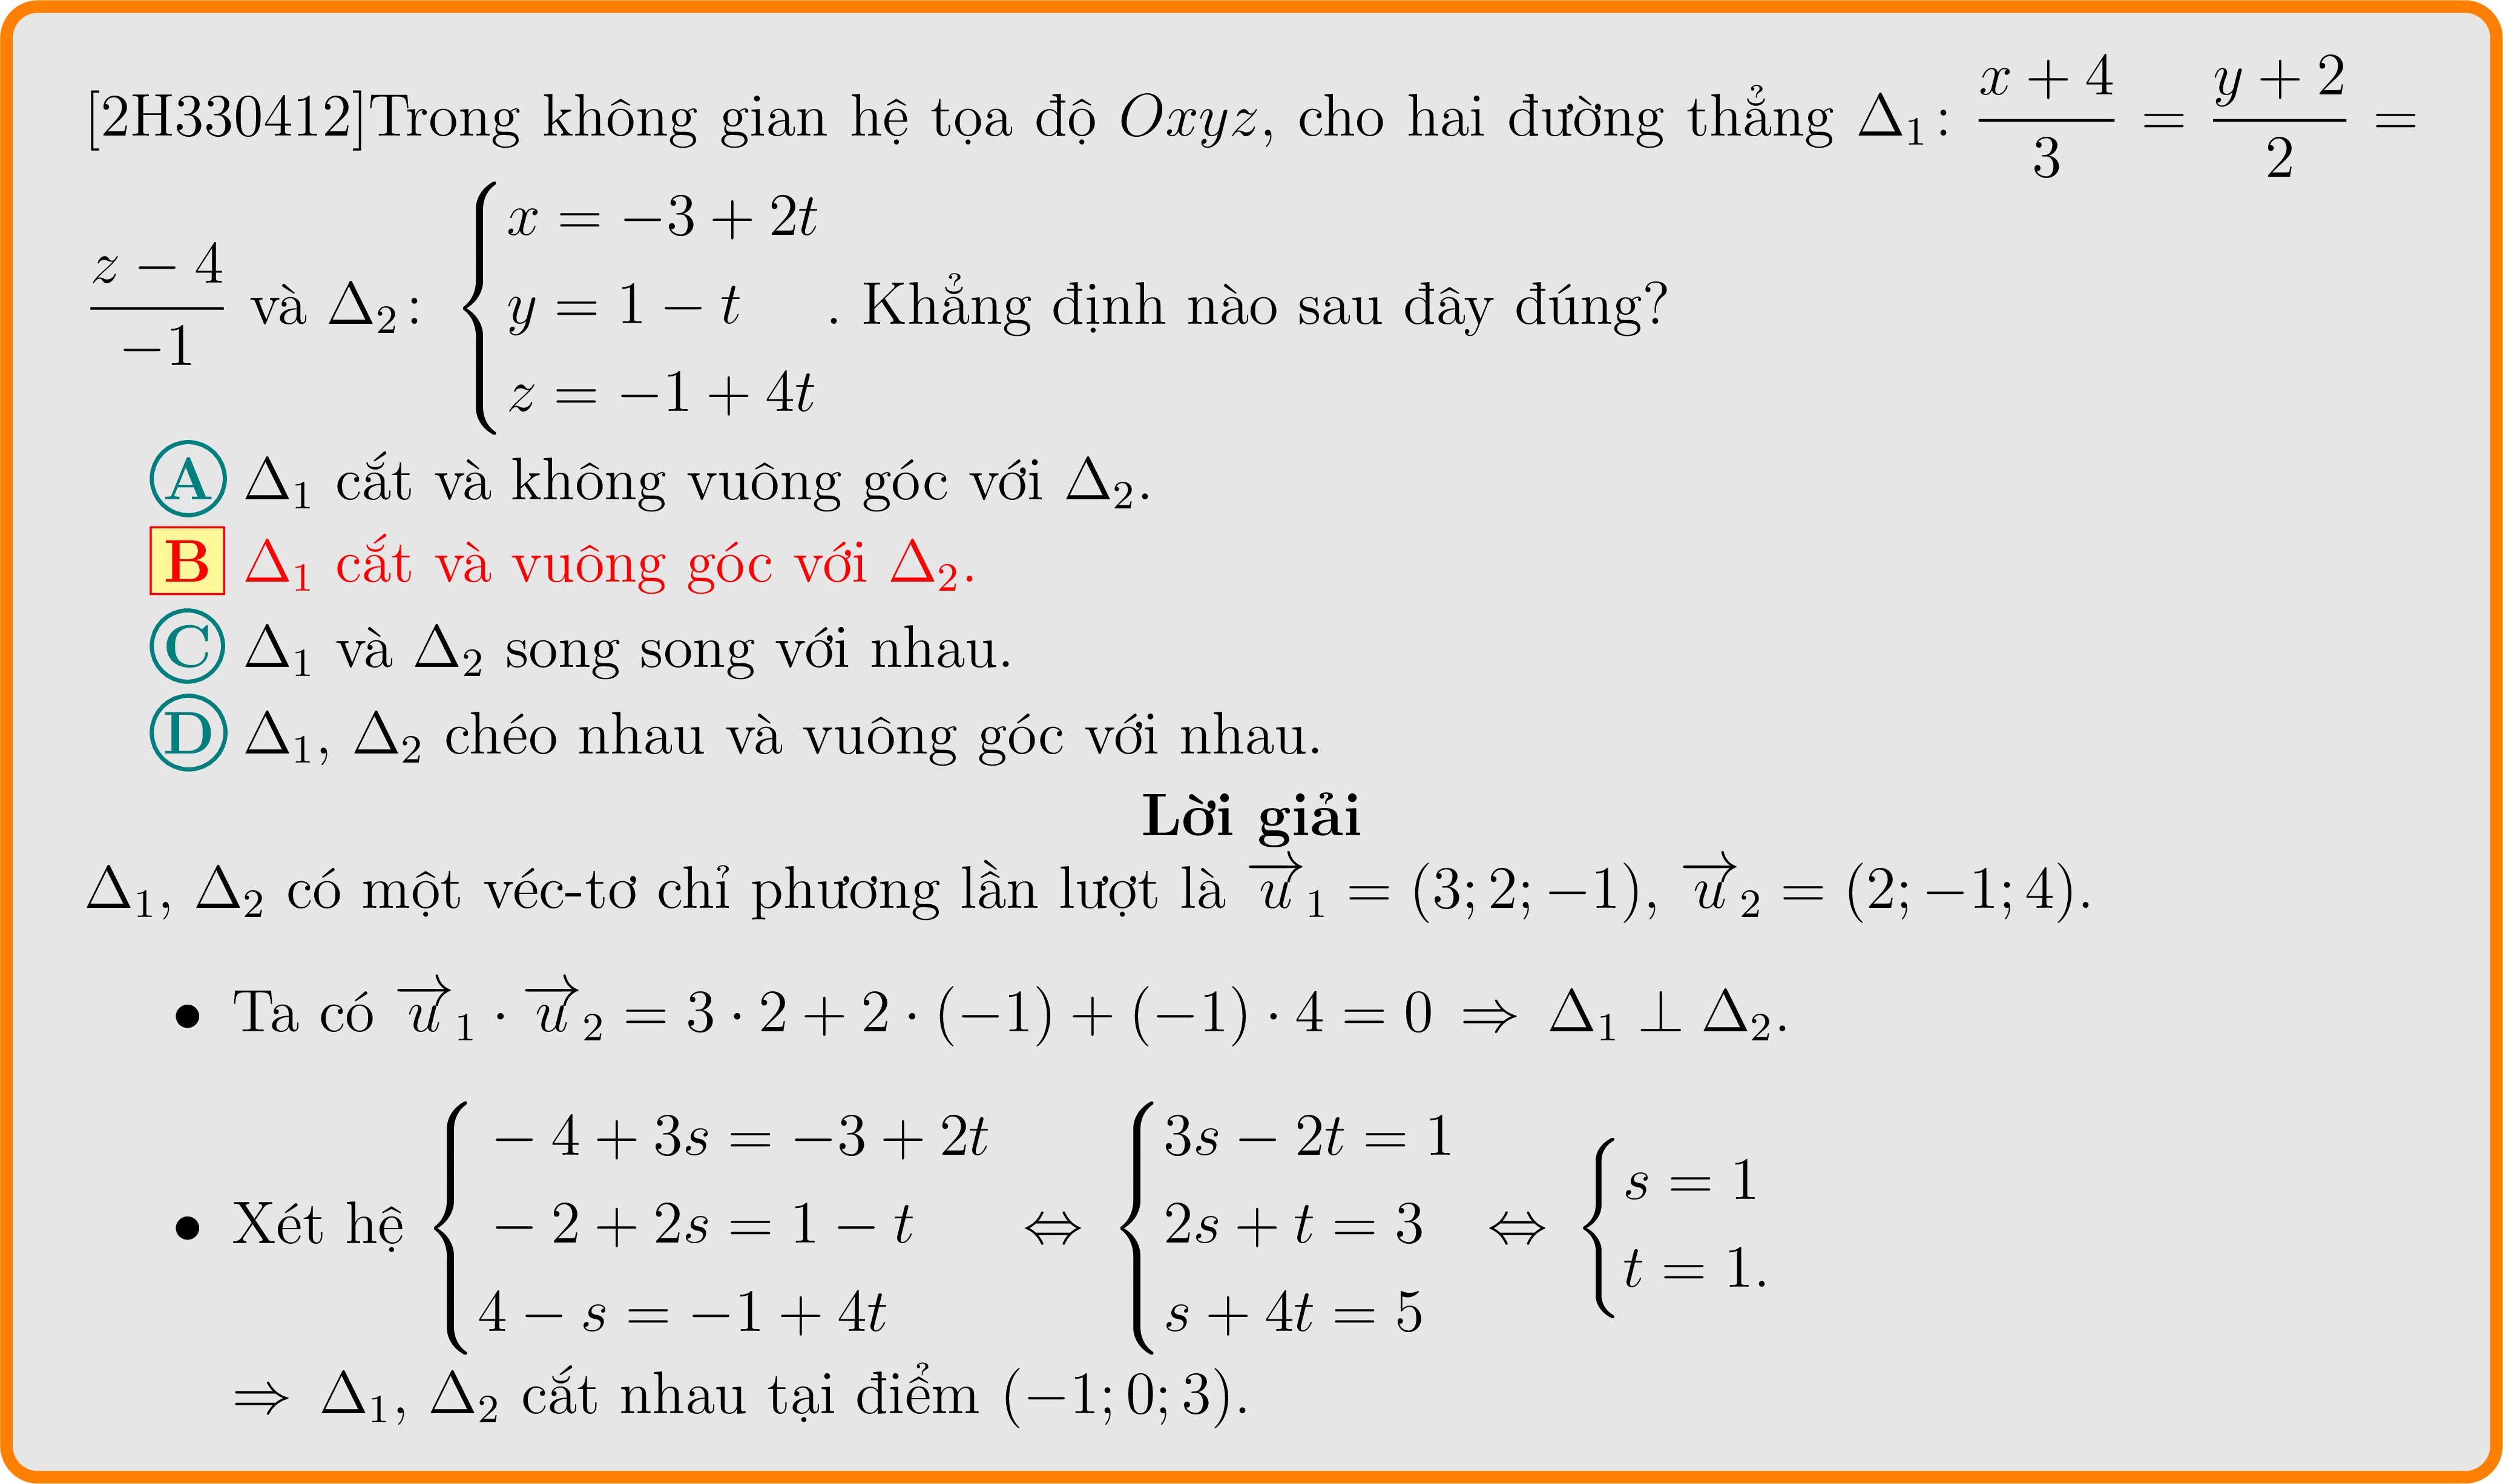 [2H330412]Trong không gian hệ tọa độ $Oxyz$, cho hai đường thẳng $\Delta_1\colon \dfrac{x+4}{3} = \dfrac{y+2}{2} =$
$\dfrac{z-4}{-1}$ và $\Delta_2\colon \begin{cases} x = -3 + 2t \\ y = 1 - t \\ z = -1 + 4t \end{cases}$. Khẳng định nào sau đây đúng?
A $\Delta_1$ cắt và không vuông góc với $\Delta_2$.
B $\Delta_1$ cắt và vuông góc với $\Delta_2$.
C $\Delta_1$ và $\Delta_2$ song song với nhau.
D $\Delta_1$, $\Delta_2$ chéo nhau và vuông góc với nhau.
Lời giải
$\Delta_1$, $\Delta_2$ có một véc-tơ chỉ phương lần lượt là $\overrightarrow{u}_1 = (3; 2; -1)$, $\overrightarrow{u}_2 = (2; -1; 4)$.
• Ta có $\overrightarrow{u}_1 \cdot \overrightarrow{u}_2 = 3 \cdot 2 + 2 \cdot (-1) + (-1) \cdot 4 = 0 \Rightarrow \Delta_1 \perp \Delta_2$.
• Xét hệ $\begin{cases} -4 + 3s = -3 + 2t \\ -2 + 2s = 1 - t \\ 4 - s = -1 + 4t \end{cases} \Leftrightarrow \begin{cases} 3s - 2t = 1 \\ 2s + t = 3 \\ s + 4t = 5 \end{cases} \Leftrightarrow \begin{cases} s = 1 \\ t = 1. \end{cases}$
$\Rightarrow \Delta_1$, $\Delta_2$ cắt nhau tại điểm $(-1; 0; 3)$.